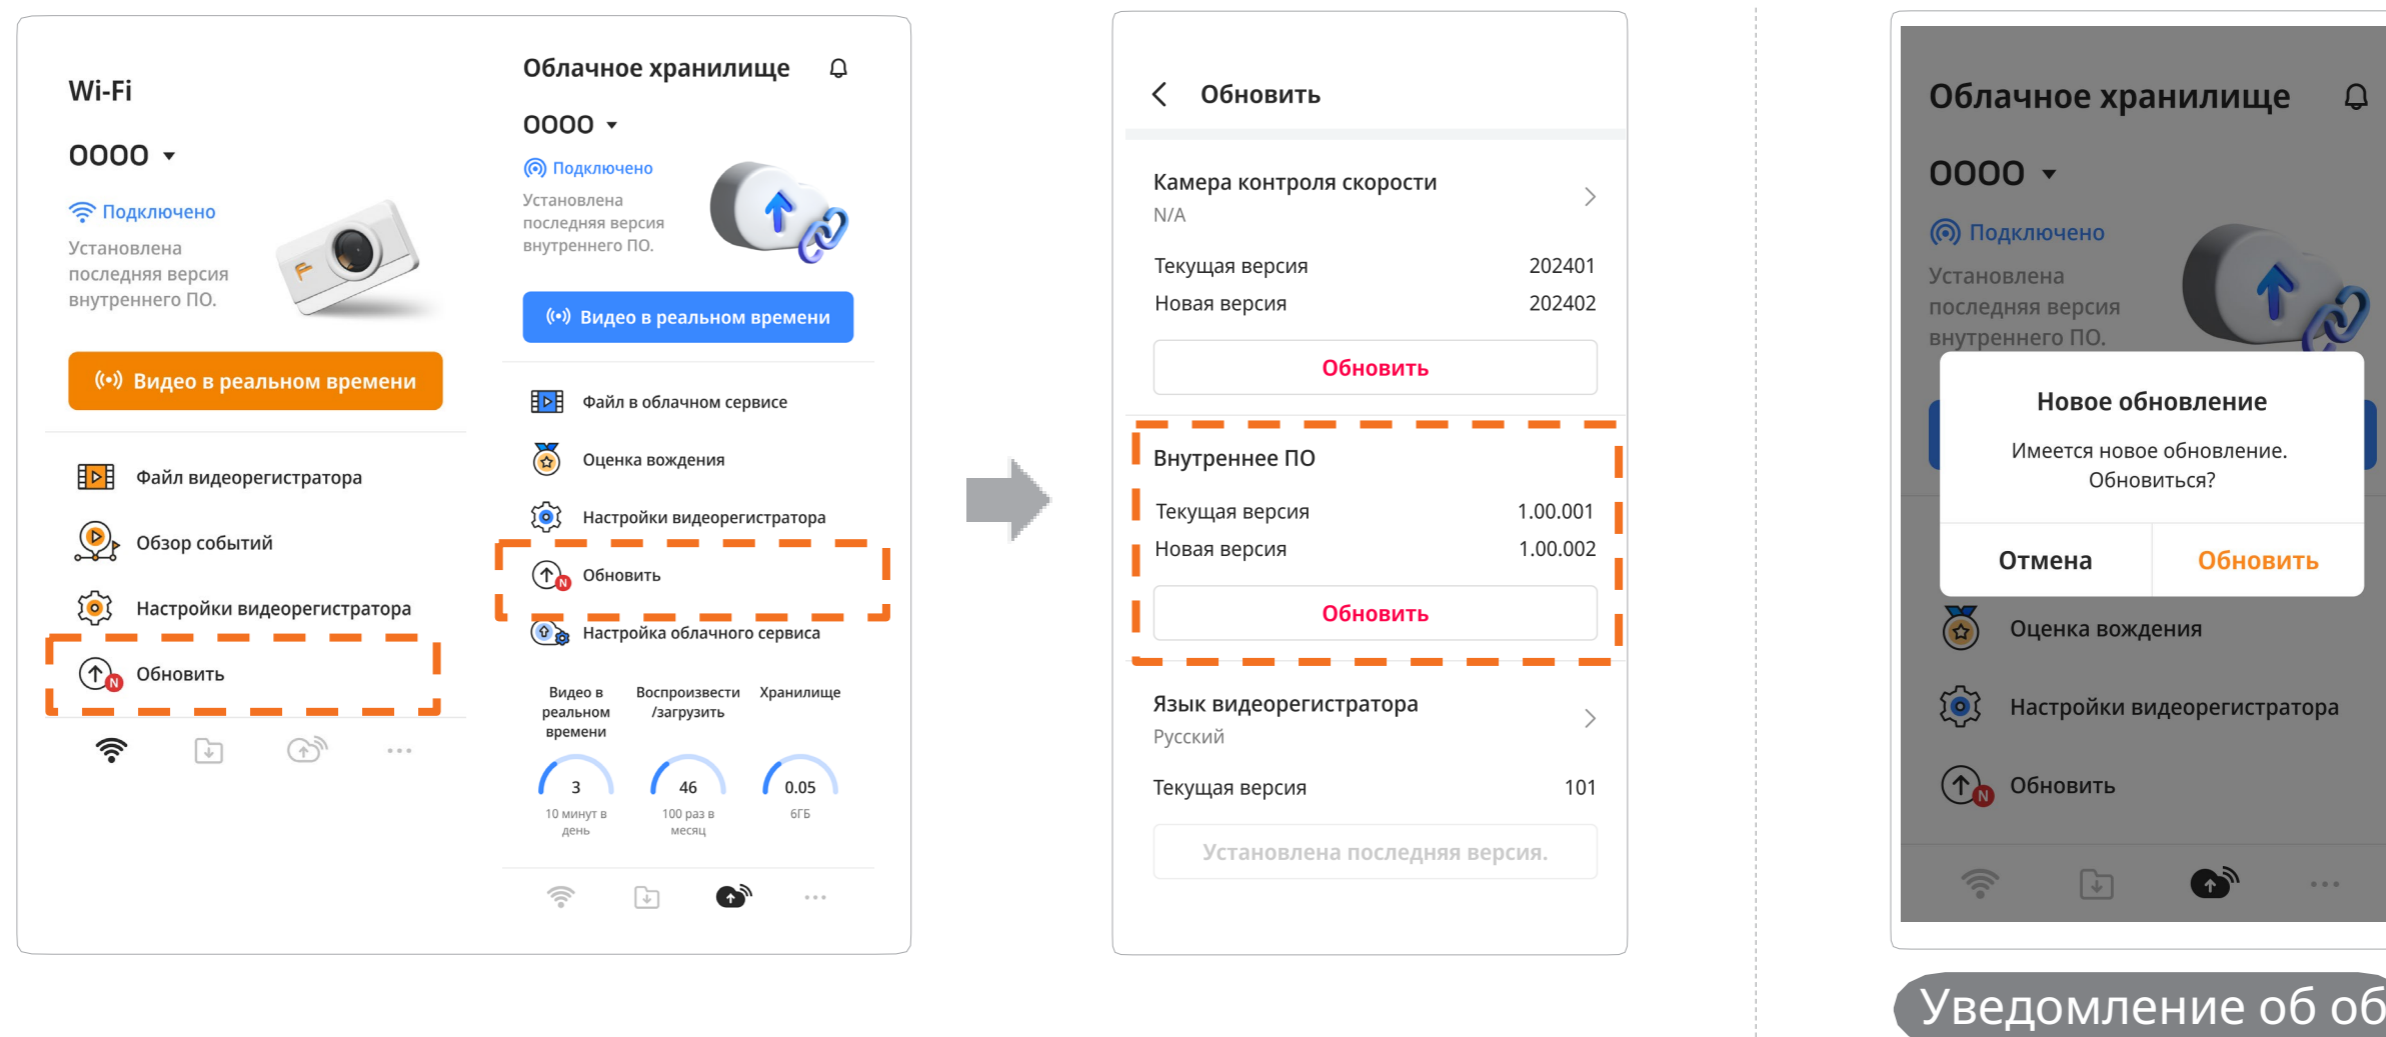 Wi-Fi
OOOO
Подключено
Установлена
последняя версия
внутреннего ПО.
Видео в реальном времени
Файл видеорегистратора
Обзор событий
Настройки видеорегистратора
Обновить
N
Облачное хранилище
OOOO
Подключено
Установлена
последняя версия
внутреннего ПО.
Видео в реальном времени
Файл в облачном сервисе
Оценка вождения
Настройки видеорегистратора
Обновить
N
Настройка облачного сервиса
Видео в
реальном
времени
3
10 минут в
день
Воспроизвести
/загрузить
46
100 раз в
месяц
Хранилище
0.05
6ГБ
Обновить
Камера контроля скорости
N/A
Текущая версия 202401
Новая версия 202402
Обновить
Внутреннее ПО
Текущая версия 1.00.001
Новая версия 1.00.002
Обновить
Язык видеорегистратора
Русский
Текущая версия 101
Установлена последняя версия.
Облачное хранилище
OOOO
Подключено
Установлена
последняя версия
внутреннего ПО.
Новое обновление
Имеется новое обновление.
Обновиться?
Отмена Обновить
Оценка вождения
Настройки видеорегистратора
Обновить
N
Уведомление об об